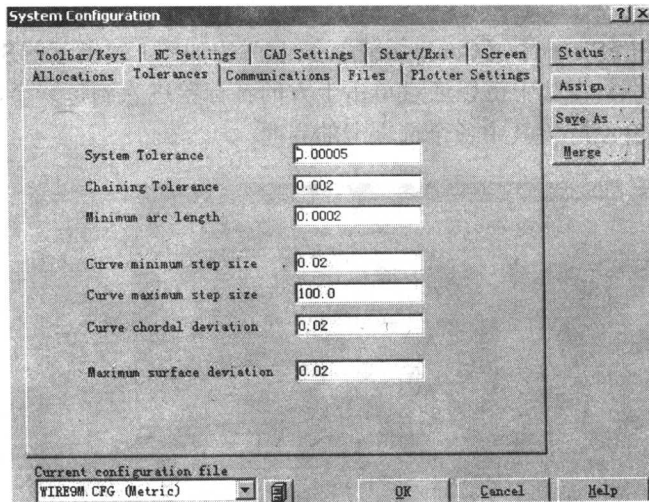 System Configuration ? ×
Toolbar/Keys NC Settings CAD Settings Start/Exit Screen
Allocations Tolerances Communications Files Plotter Settings
Status ...
Assign ...
Save As ...
Merge ...
System Tolerance 0.00005
Chaining Tolerance 0.002
Minimum arc length 0.0002
Curve minimum step size 0.02
Curve maximum step size 100.0
Curve chordal deviation 0.02
Maximum surface deviation 0.02
Current configuration file
WIRE9M.CFG (Metric)
OK Cancel Help